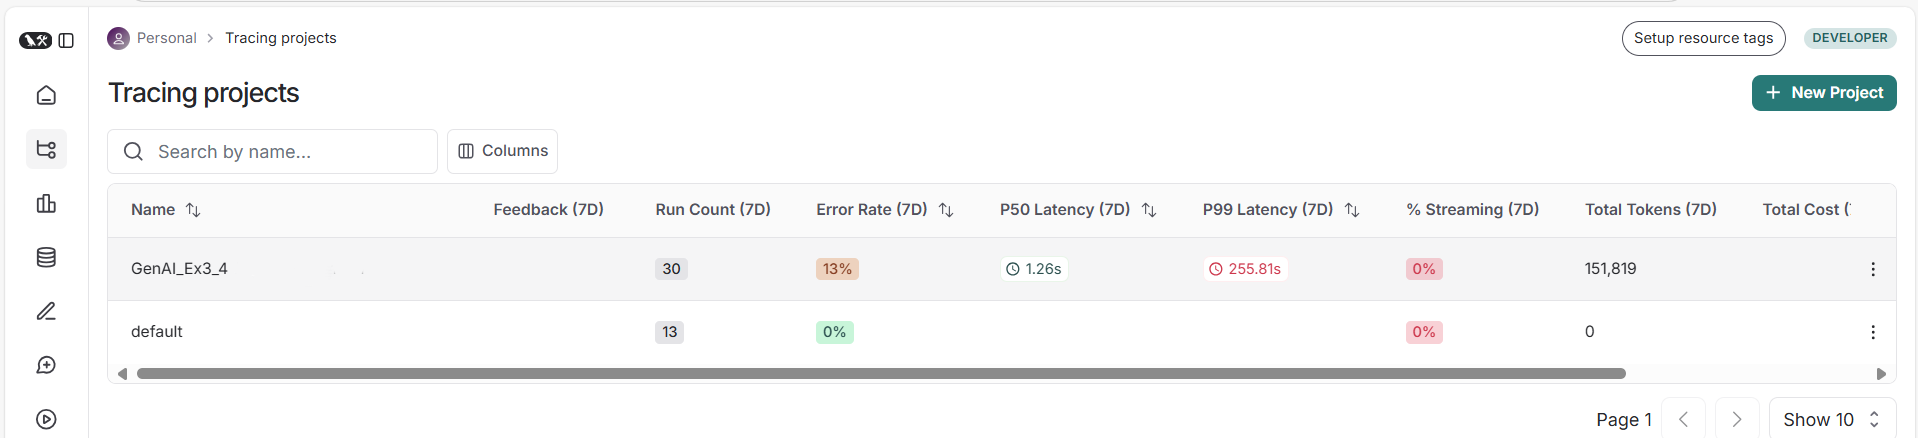 Personal > Tracing projects
Setup resource tags
DEVELOPER
Tracing projects
+ New Project
Search by name...
Columns
Name Feedback (7D) Run Count (7D) Error Rate (7D) P50 Latency (7D) P99 Latency (7D) % Streaming (7D) Total Tokens (7D) Total Cost (
GenAI_Ex3_4 30 13% 1.26s 255.81s 0% 151,819
default 13 0% 0% 0
Page 1 Show 10